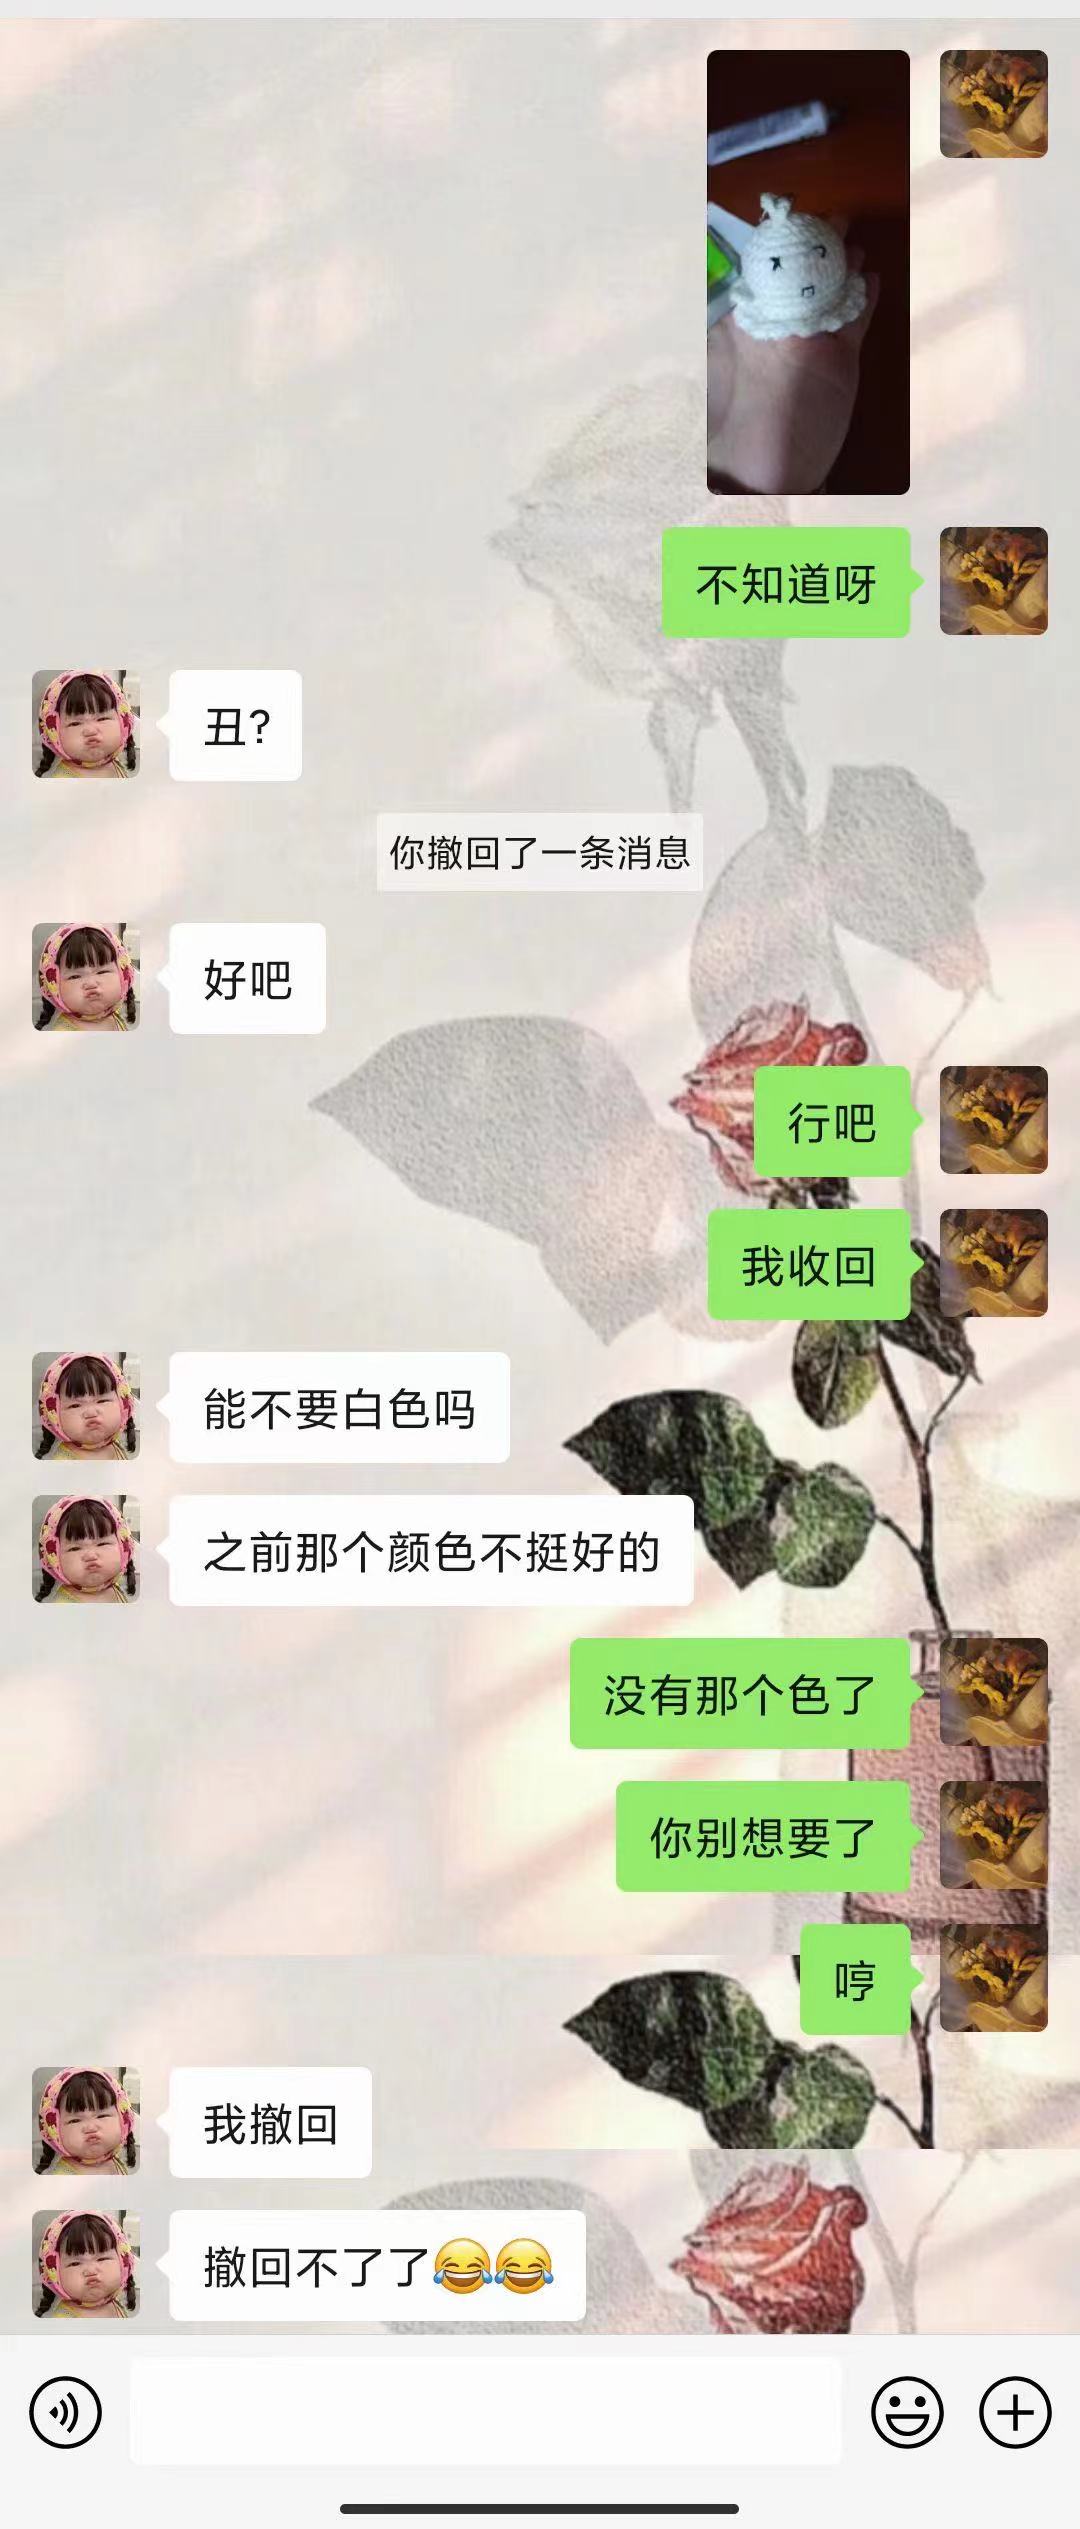 不知道呀
丑?
你撤回了一条消息
好吧
行吧
我收回
能不要白色吗
之前那个颜色不挺好的
没有那个色了
你别想要了
哼
我撤回
撤回不了了😂😂